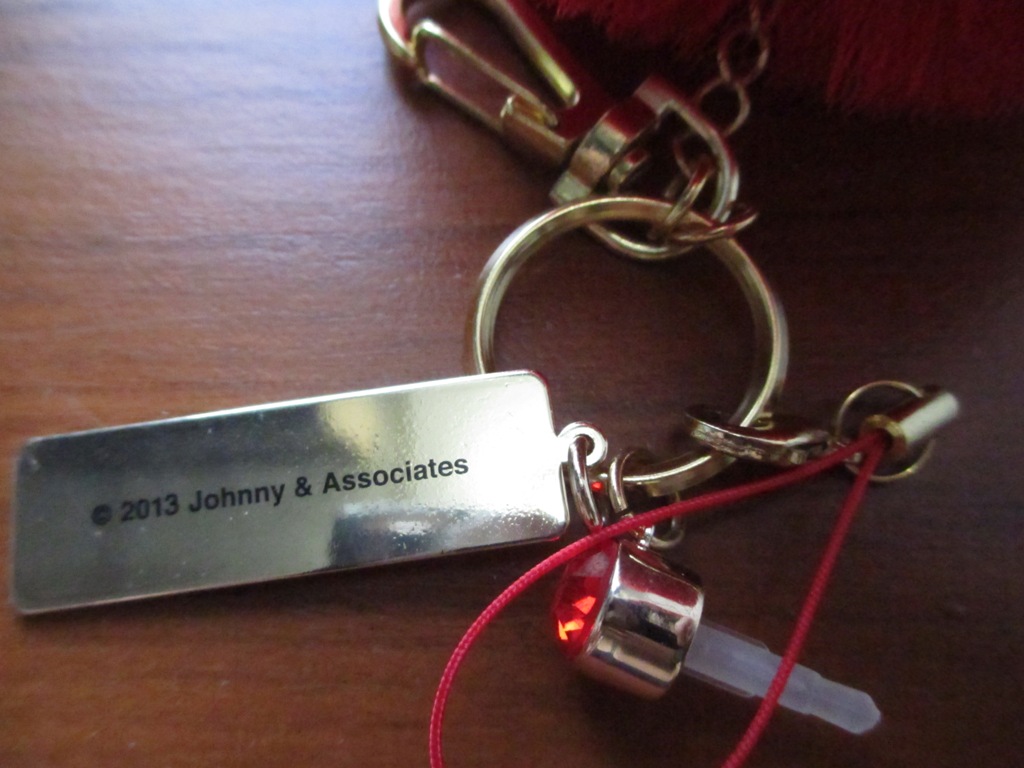 © 2013 Johnny & Associates